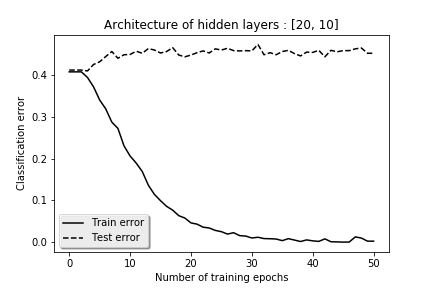 Architecture of hidden layers : [20, 10]
Classification error
0.4
0.3
0.2
0.1
0.0
Train error
Test error
0 10 20 30 40 50
Number of training epochs